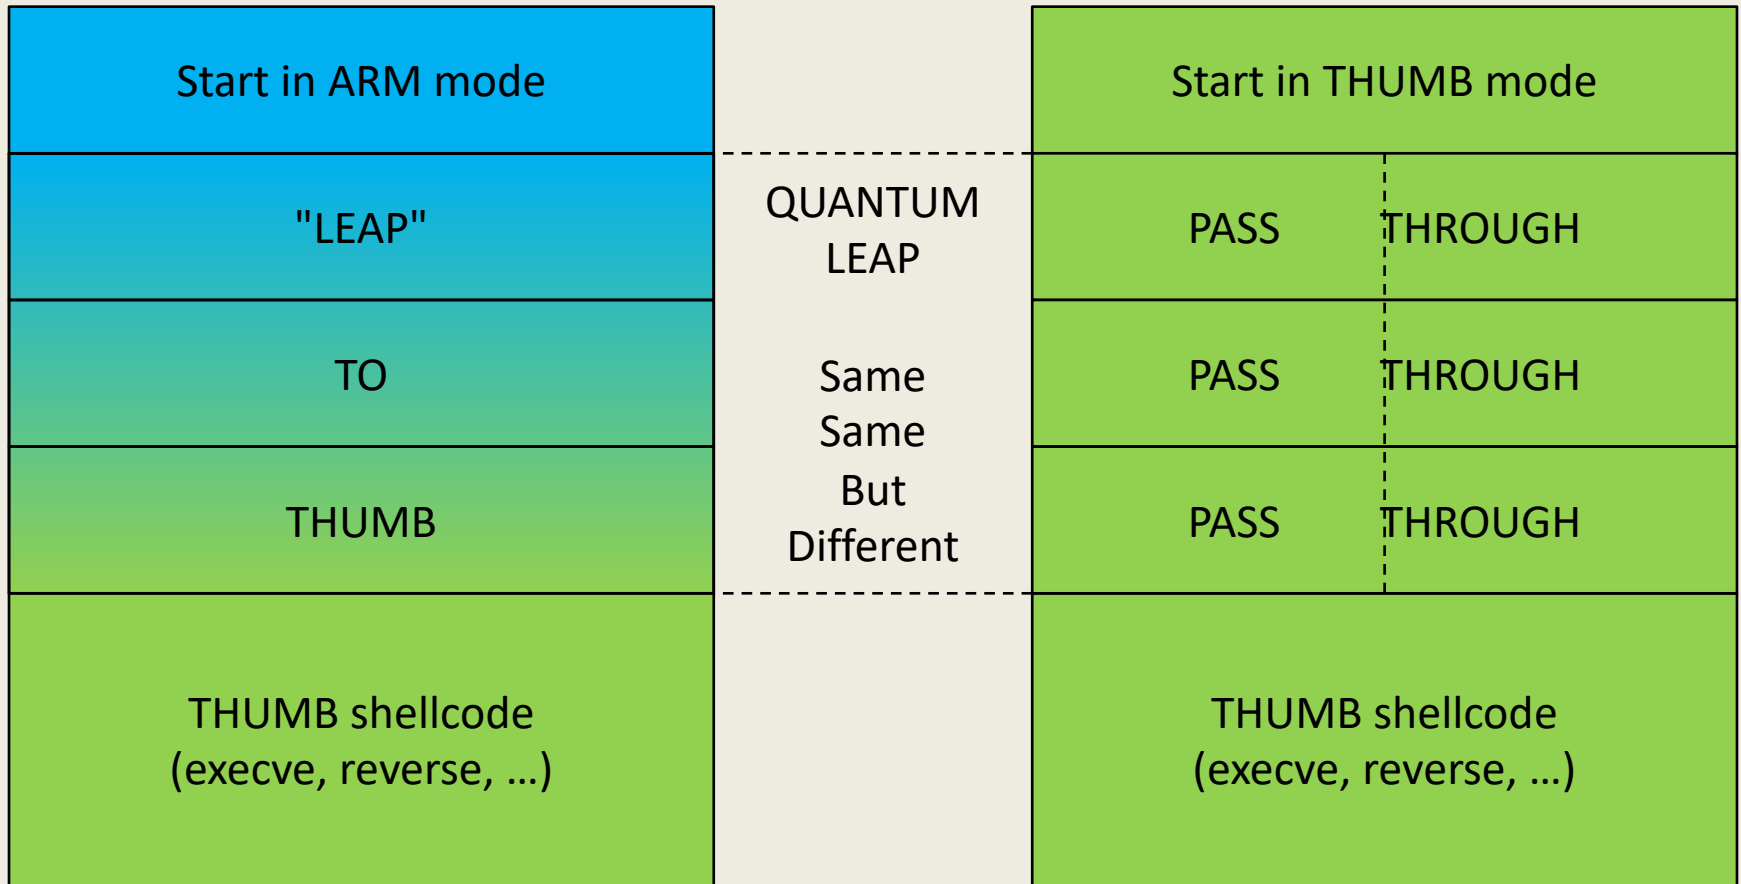 Start in ARM mode
"LEAP"
TO
THUMB
THUMB shellcode
(execve, reverse, …)
QUANTUM
LEAP
Same
Same
But
Different
Start in THUMB mode
PASS THROUGH
PASS THROUGH
PASS THROUGH
THUMB shellcode
(execve, reverse, …)